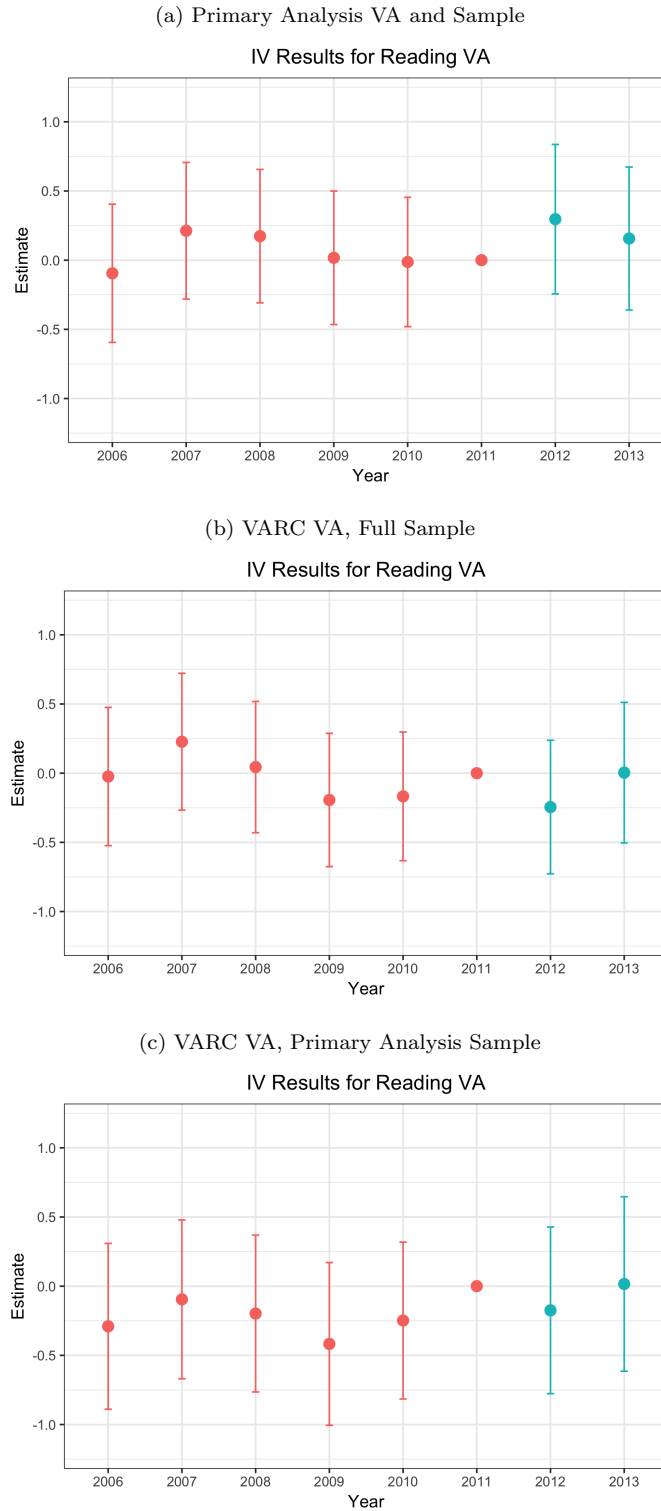 (a) Primary Analysis VA and Sample
IV Results for Reading VA
1.0
0.5
0.0
-0.5
-1.0
Estimate
2006 2007 2008 2009 2010 2011 2012 2013
Year
(b) VARC VA, Full Sample
IV Results for Reading VA
1.0
0.5
0.0
-0.5
-1.0
Estimate
2006 2007 2008 2009 2010 2011 2012 2013
Year
(c) VARC VA, Primary Analysis Sample
IV Results for Reading VA
1.0
0.5
0.0
-0.5
-1.0
Estimate
2006 2007 2008 2009 2010 2011 2012 2013
Year